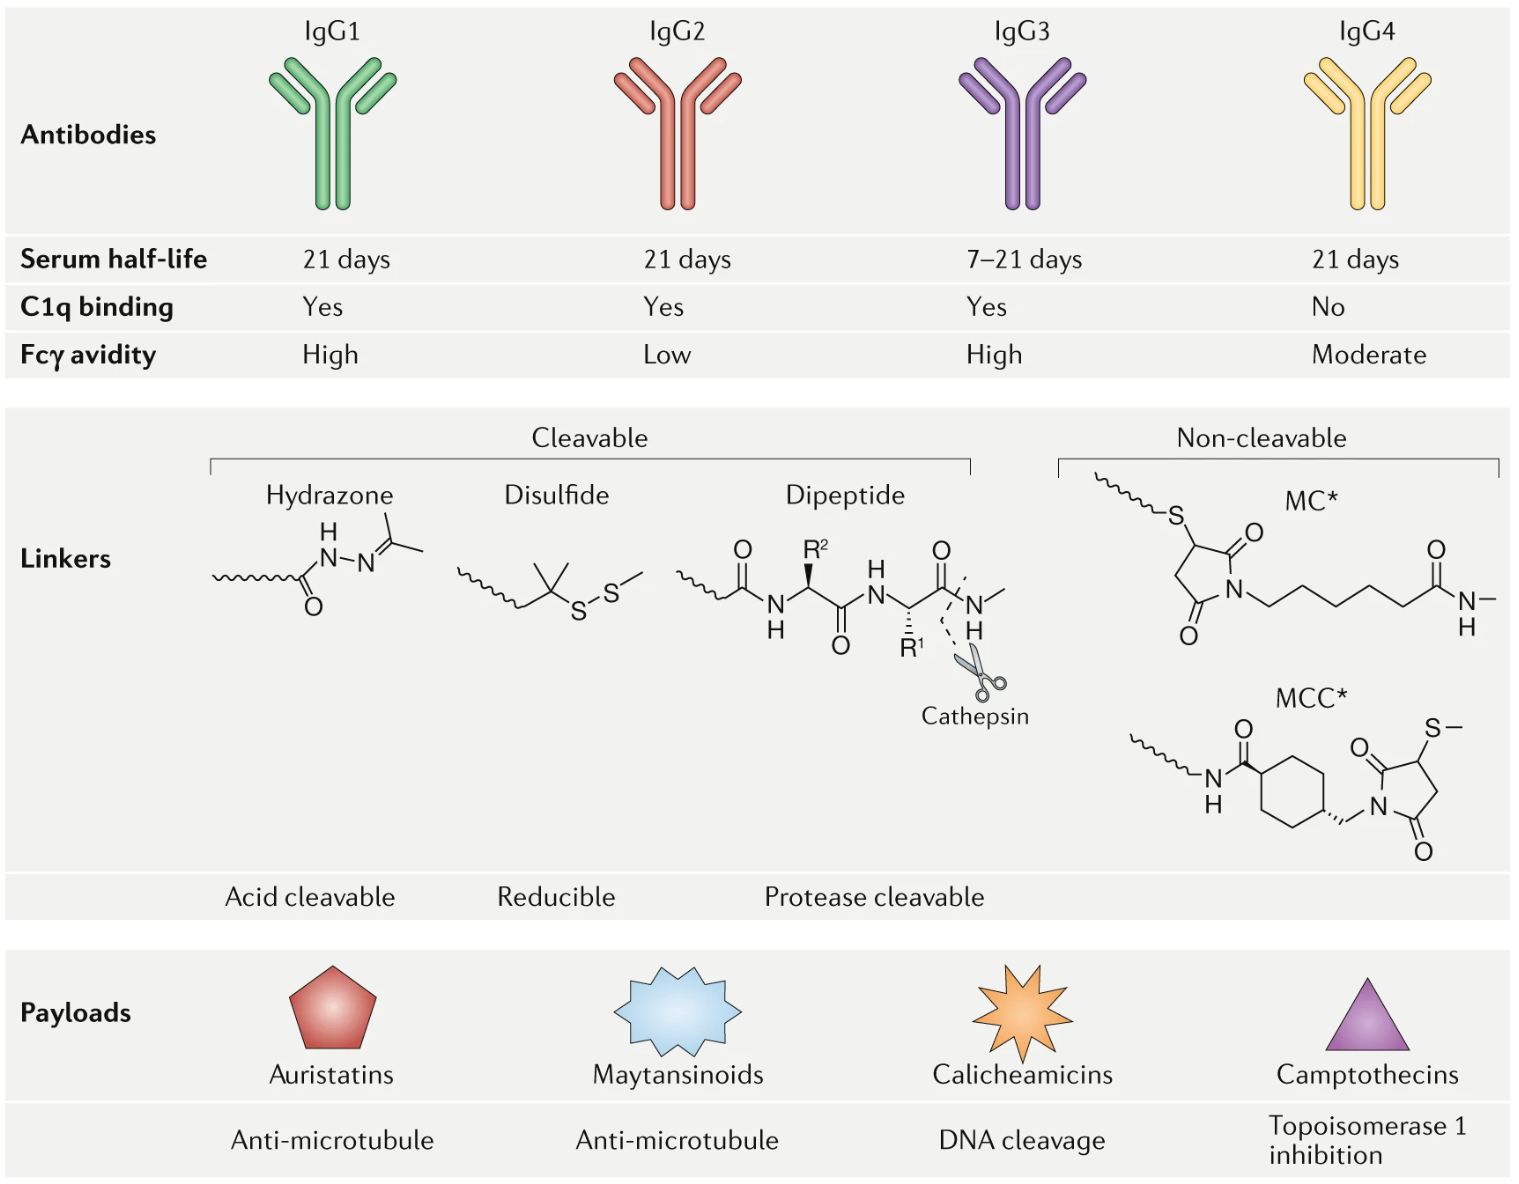 IgG1 IgG2 IgG3 IgG4
Antibodies
Serum half-life 21 days 21 days 7–21 days 21 days
C1q binding Yes Yes Yes No
Fcγ avidity High Low High Moderate
Cleavable Non-cleavable
Linkers
Hydrazone
H
N
N
O
Disulfide
S
S
Dipeptide
O
R²
H
N
O
N
H
O
R¹
N
H
Cathepsin
MC*
S
O
N
O
O
N
H
MCC*
O
N
H
O
S
N
O
Acid cleavable Reducible Protease cleavable
Payloads
Auristatins Maytansinoids Calicheamicins Camptothecins
Anti-microtubule Anti-microtubule DNA cleavage Topoisomerase 1
inhibition